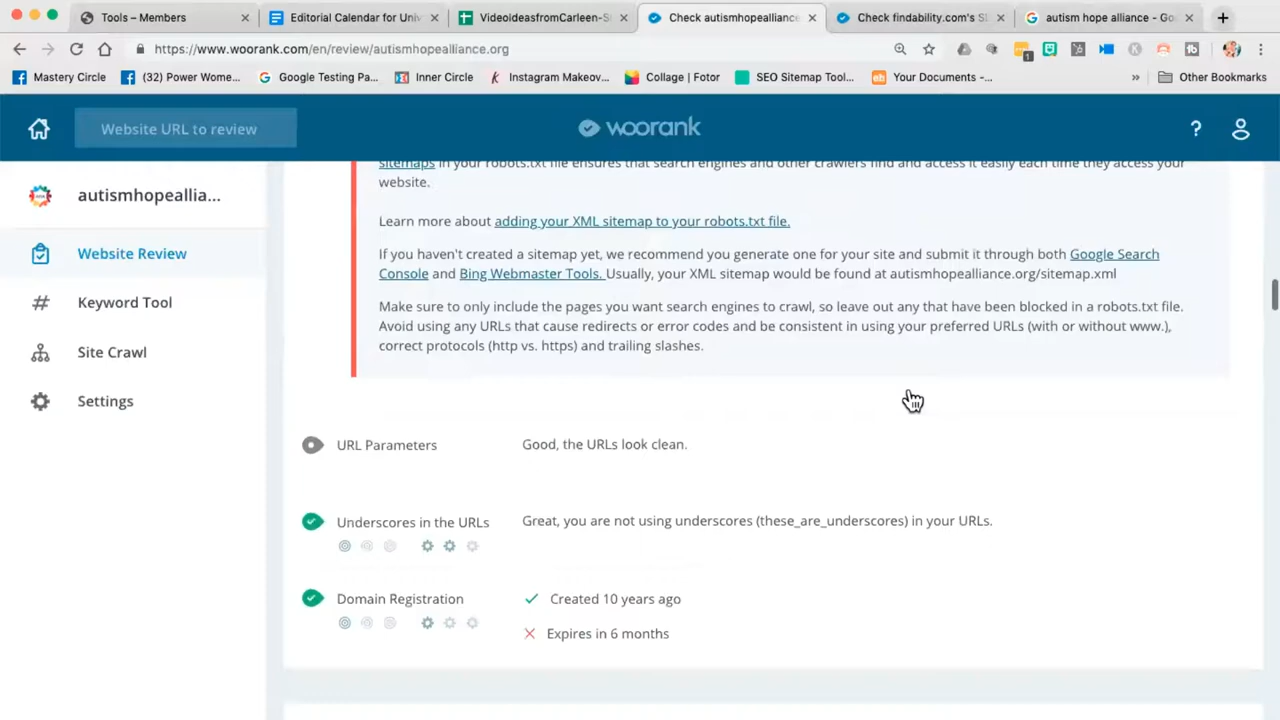 Tools – Members
Editorial Calendar for Univ
VideoideasfromCarleen-S
Check autismhopealliance
Check findability.com's S
autism hope alliance - Go
https://www.woorank.com/en/review/autismhopealliance.org
1
Mastery Circle
(32) Power Wome...
Google Testing Pa...
Inner Circle
Instagram Makeov...
Collage | Fotor
SEO Sitemap Tool...
eh
Your Documents -...
»
Other Bookmarks
Website URL to review
woorank
?
autismhopeallia...
Website Review
Keyword Tool
Site Crawl
Settings
sitemaps in your robots.txt file ensures that search engines and other crawlers find and access it easily each time they access your
website.
Learn more about adding your XML sitemap to your robots.txt file.
If you haven't created a sitemap yet, we recommend you generate one for your site and submit it through both Google Search
Console and Bing Webmaster Tools. Usually, your XML sitemap would be found at autismhopealliance.org/sitemap.xml
Make sure to only include the pages you want search engines to crawl, so leave out any that have been blocked in a robots.txt file.
Avoid using any URLs that cause redirects or error codes and be consistent in using your preferred URLs (with or without www.),
correct protocols (http vs. https) and trailing slashes.
URL Parameters
Good, the URLs look clean.
Underscores in the URLs
Great, you are not using underscores (these_are_underscores) in your URLs.
Domain Registration
Created 10 years ago
Expires in 6 months